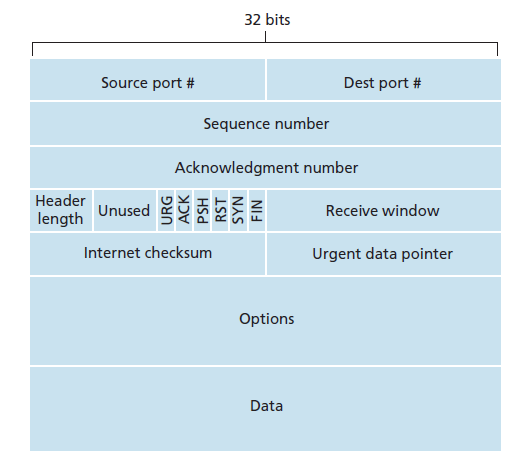 32 bits
Source port # Dest port #
Sequence number
Acknowledgment number
Header
length Unused URG ACK PSH RST SYN FIN Receive window
Internet checksum Urgent data pointer
Options
Data